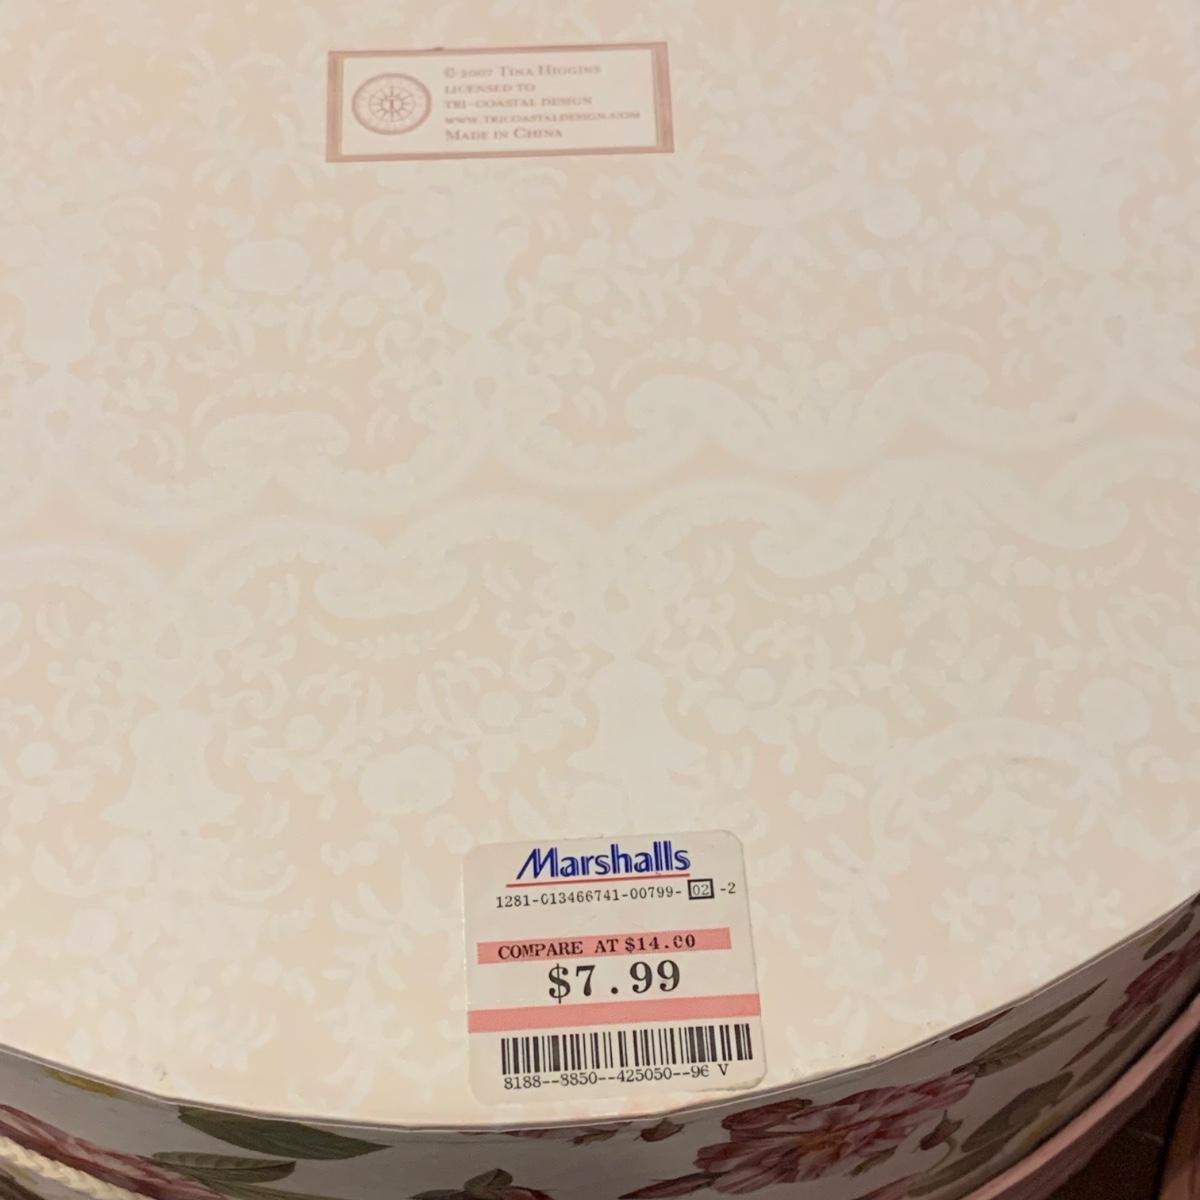 © 2007 Tina Higgins
Licensed to
Tri-Coastal Design
www.tricoastaldesign.com
Made in China
Marshalls
1281-C13466741-00799- 02 -2
COMPARE AT $14.00
$7.99
8188--8850--425050--96 V